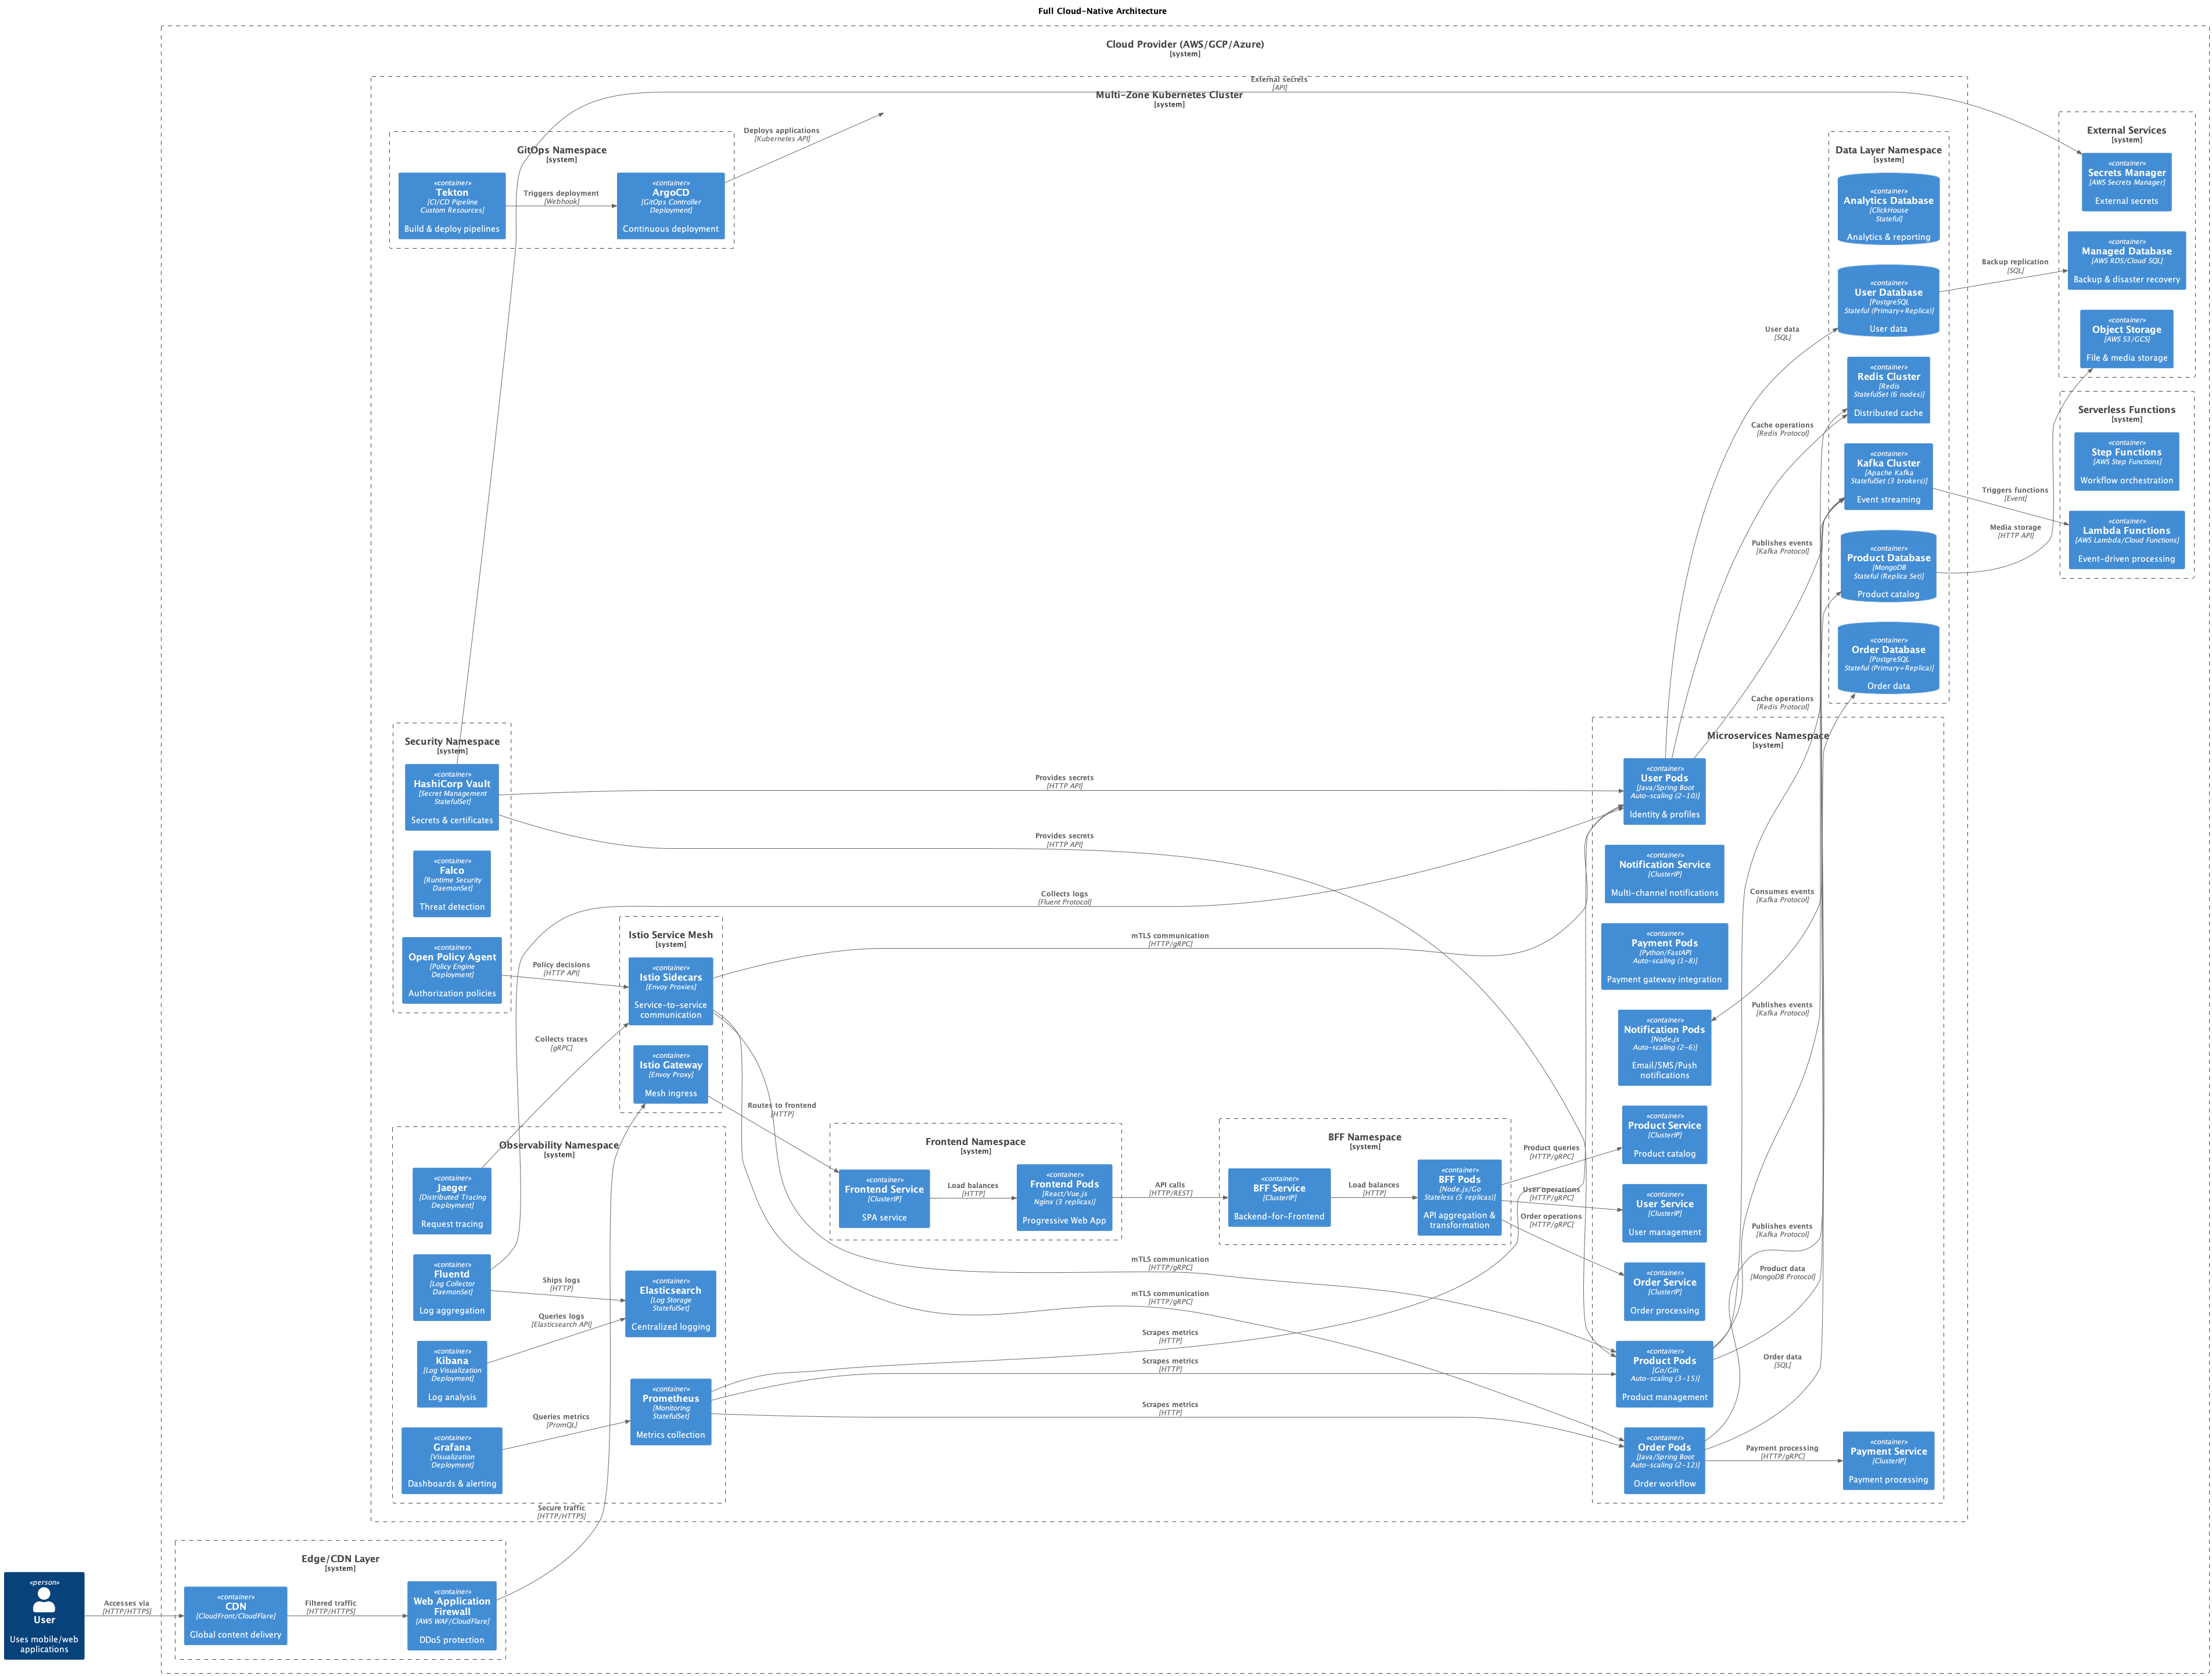 Full Cloud-Native Architecture
Cloud Provider (AWS/GCP/Azure)
[system]
Multi-Zone Kubernetes Cluster
[system]
External secrets
[API]
GitOps Namespace
[system]
«container»
Tekton
[CI/CD Pipeline
Custom Resources]
Build & deploy pipelines
Triggers deployment
[Webhook]
«container»
ArgoCD
[GitOps Controller
Deployment]
Continuous deployment
Deploys applications
[Kubernetes API]
Data Layer Namespace
[system]
«container»
Analytics Database
[ClickHouse
Stateful]
Analytics & reporting
«container»
User Database
[PostgreSQL
Stateful (Primary+Replica)]
User data
«container»
Redis Cluster
[Redis
StatefulSet (6 nodes)]
Distributed cache
«container»
Kafka Cluster
[Apache Kafka
StatefulSet (3 brokers)]
Event streaming
«container»
Product Database
[MongoDB
Stateful (Replica Set)]
Product catalog
«container»
Order Database
[PostgreSQL
Stateful (Primary+Replica)]
Order data
External Services
[system]
«container»
Secrets Manager
[AWS Secrets Manager]
External secrets
«container»
Managed Database
[AWS RDS/Cloud SQL]
Backup & disaster recovery
«container»
Object Storage
[AWS S3/GCS]
File & media storage
Backup replication
[SQL]
Serverless Functions
[system]
«container»
Step Functions
[AWS Step Functions]
Workflow orchestration
«container»
Lambda Functions
[AWS Lambda/Cloud Functions]
Event-driven processing
Triggers functions
[Event]
Media storage
[HTTP API]
User data
[SQL]
Cache operations
[Redis Protocol]
Publishes events
[Kafka Protocol]
Cache operations
[Redis Protocol]
Security Namespace
[system]
«container»
HashiCorp Vault
[Secret Management
StatefulSet]
Secrets & certificates
«container»
Falco
[Runtime Security
DaemonSet]
Threat detection
«container»
Open Policy Agent
[Policy Engine
Deployment]
Authorization policies
Provides secrets
[HTTP API]
Provides secrets
[HTTP API]
Collects logs
[Fluent Protocol]
Policy decisions
[HTTP API]
Collects traces
[gRPC]
Istio Service Mesh
[system]
«container»
Istio Sidecars
[Envoy Proxies]
Service-to-service
communication
«container»
Istio Gateway
[Envoy Proxy]
Mesh ingress
mTLS communication
[HTTP/gRPC]
Routes to frontend
[HTTP]
Frontend Namespace
[system]
«container»
Frontend Service
[ClusterIP]
SPA service
Load balances
[HTTP]
«container»
Frontend Pods
[React/Vue.js
Nginx (3 replicas)]
Progressive Web App
API calls
[HTTP/REST]
BFF Namespace
[system]
«container»
BFF Service
[ClusterIP]
Backend-for-Frontend
Load balances
[HTTP]
«container»
BFF Pods
[Node.js/Go
Stateless (5 replicas)]
API aggregation &
transformation
Product queries
[HTTP/gRPC]
User operations
[HTTP/gRPC]
Order operations
[HTTP/gRPC]
Microservices Namespace
[system]
«container»
User Pods
[Java/Spring Boot
Auto-scaling (2-10)]
Identity & profiles
«container»
Notification Service
[ClusterIP]
Multi-channel notifications
«container»
Payment Pods
[Python/FastAPI
Auto-scaling (1-8)]
Payment gateway integration
«container»
Notification Pods
[Node.js
Auto-scaling (2-6)]
Email/SMS/Push
notifications
«container»
Product Service
[ClusterIP]
Product catalog
«container»
User Service
[ClusterIP]
User management
«container»
Order Service
[ClusterIP]
Order processing
«container»
Product Pods
[Go/Gin
Auto-scaling (3-15)]
Product management
«container»
Order Pods
[Java/Spring Boot
Auto-scaling (2-12)]
Order workflow
Payment processing
[HTTP/gRPC]
«container»
Payment Service
[ClusterIP]
Payment processing
Consumes events
[Kafka Protocol]
Publishes events
[Kafka Protocol]
Publishes events
[Kafka Protocol]
Product data
[MongoDB Protocol]
Order data
[SQL]
Observability Namespace
[system]
«container»
Jaeger
[Distributed Tracing
Deployment]
Request tracing
«container»
Fluentd
[Log Collector
DaemonSet]
Log aggregation
«container»
Kibana
[Log Visualization
Deployment]
Log analysis
«container»
Grafana
[Visualization
Deployment]
Dashboards & alerting
Ships logs
[HTTP]
Queries logs
[Elasticsearch API]
Queries metrics
[PromQL]
«container»
Elasticsearch
[Log Storage
StatefulSet]
Centralized logging
«container»
Prometheus
[Monitoring
StatefulSet]
Metrics collection
mTLS communication
[HTTP/gRPC]
mTLS communication
[HTTP/gRPC]
Scrapes metrics
[HTTP]
Scrapes metrics
[HTTP]
Scrapes metrics
[HTTP]
Secure traffic
[HTTP/HTTPS]
Edge/CDN Layer
[system]
«person»
User
Uses mobile/web
applications
Accesses via
[HTTP/HTTPS]
«container»
CDN
[CloudFront/CloudFlare]
Global content delivery
Filtered traffic
[HTTP/HTTPS]
«container»
Web Application
Firewall
[AWS WAF/CloudFlare]
DDoS protection